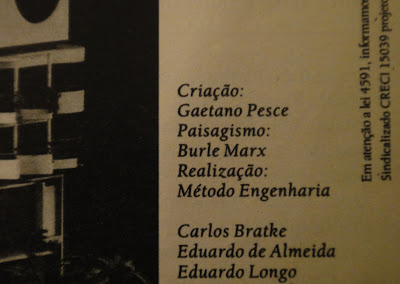 Criação:
Gaetano Pesce
Paisagismo:
Burle Marx
Realização:
Método Engenharia
Carlos Bratke
Eduardo de Almeida
Eduardo Longo
Em atenção a lei 4591, informamo
Sindicalizado CRECI 15039 projeto